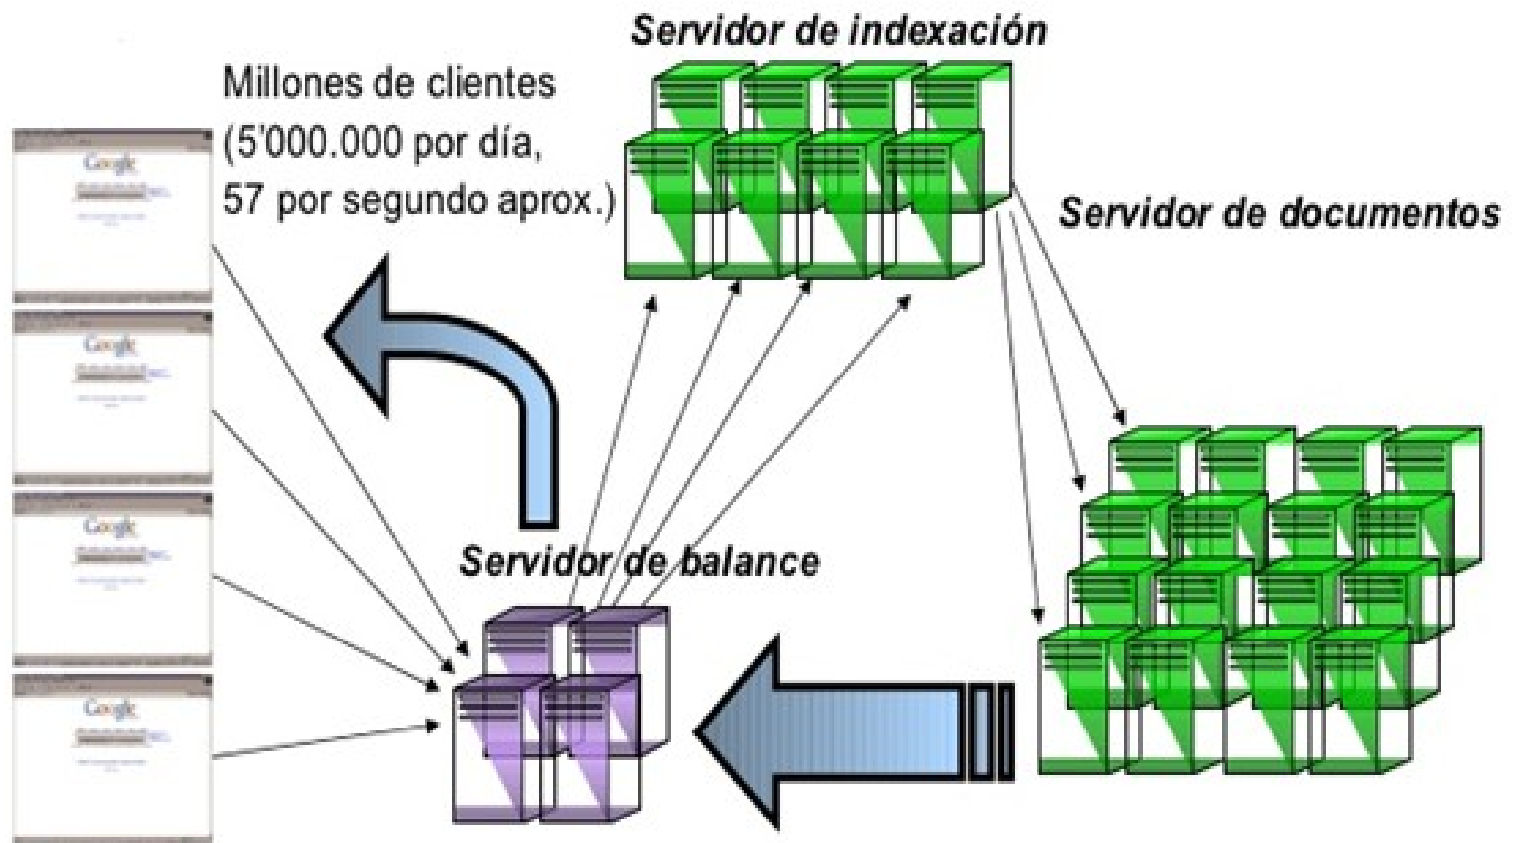 Servidor de indexación
Millones de clientes
(5'000.000 por día,
57 por segundo aprox.)
Servidor de documentos
Google
Google
Google
Google
Servidor de balance